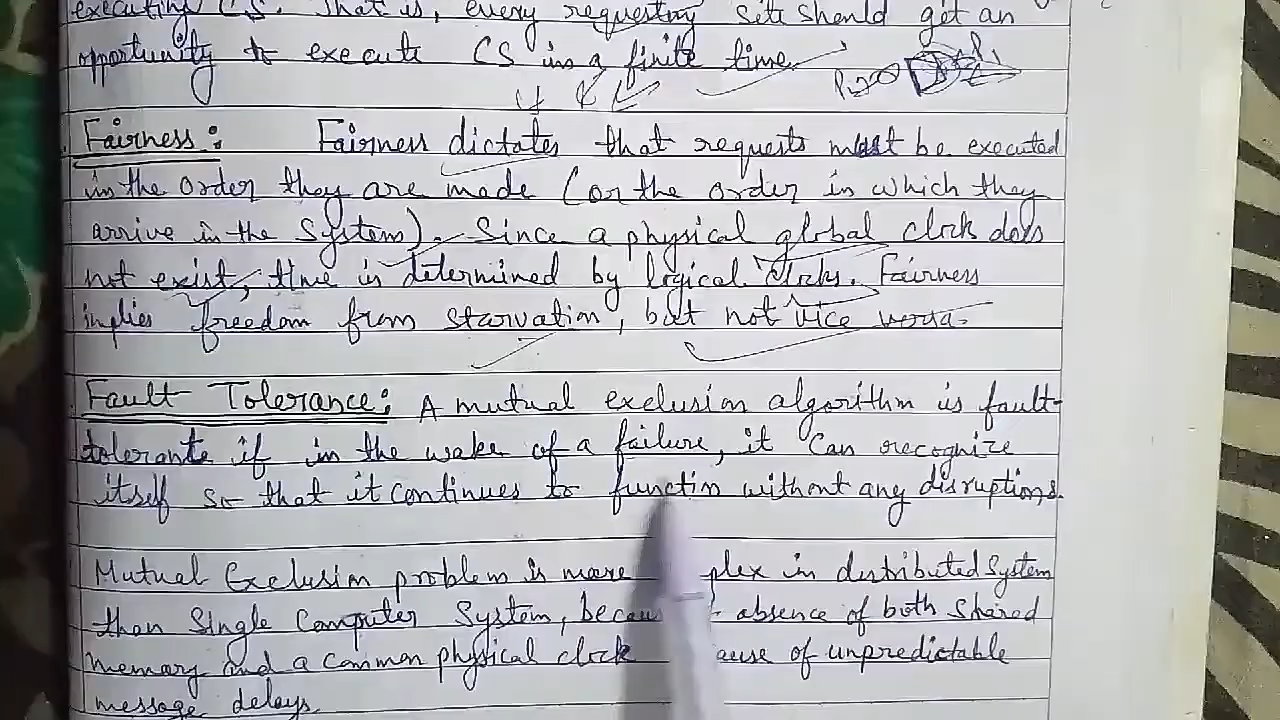 executing CS. That is, every requesting site should get an
opportunity to execute CS in a finite time.
Fairness: Fairness dictates that requests must be executed
in the order they are made (or the order in which they
arrive in the system). Since a physical global clock does
not exist, time is determined by logical clocks. Fairness
implies freedom from starvation, but not vice versa.
Fault Tolerance: A mutual exclusion algorithm is fault-
tolerante if in the wake of a failure, it can recognize
itself so that it continues to function without any disruptions.
Mutual Exclusion problem is more plex in distributed system
than Single Computer System, becaus absence of both shared
memory and a common physical clock ause of unpredictable
message delays